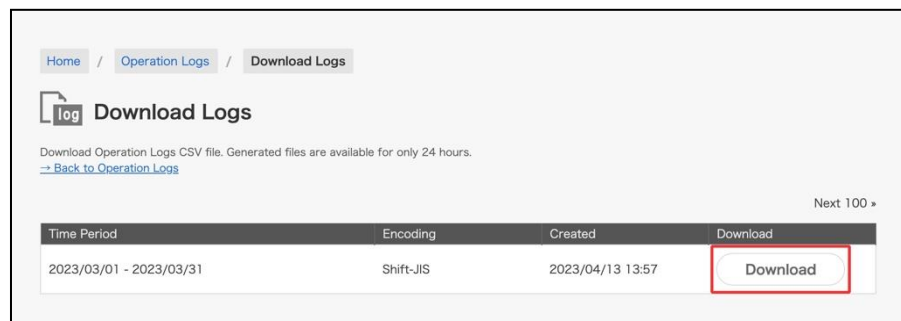 Home / Operation Logs / Download Logs
log Download Logs
Download Operation Logs CSV file. Generated files are available for only 24 hours.
→ Back to Operation Logs
Next 100 »
Time Period Encoding Created Download
2023/03/01 - 2023/03/31 Shift-JIS 2023/04/13 13:57 Download